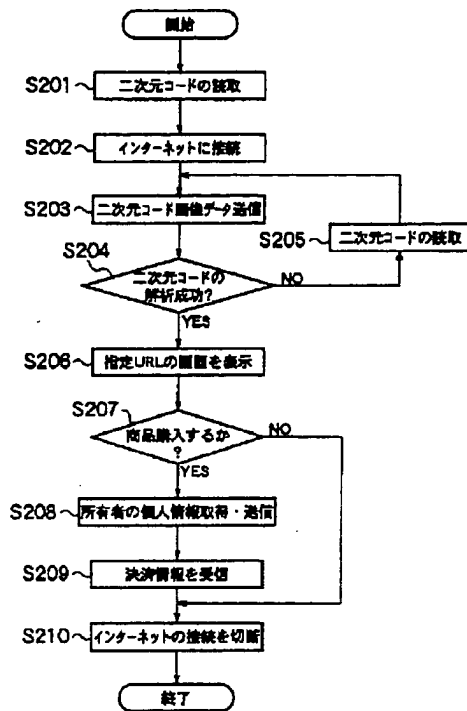 開始
S201
二次元コードの読取
S202
インターネットに接続
S203
二次元コード画像データ送信
S205
二次元コードの読取
S204
二次元コードの
解析成功?
NO
YES
S206
指定URLの画面を表示
S207
商品購入するか
?
NO
YES
S208
所有者の個人情報取得・送信
S209
決済情報を受信
S210
インターネットの接続を切断
終了